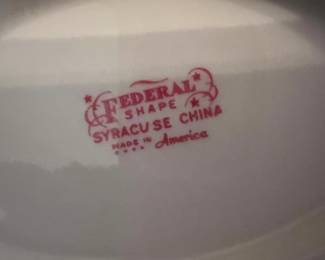 FEDERAL
SHAPE
SYRACUSE CHINA
MADE IN America